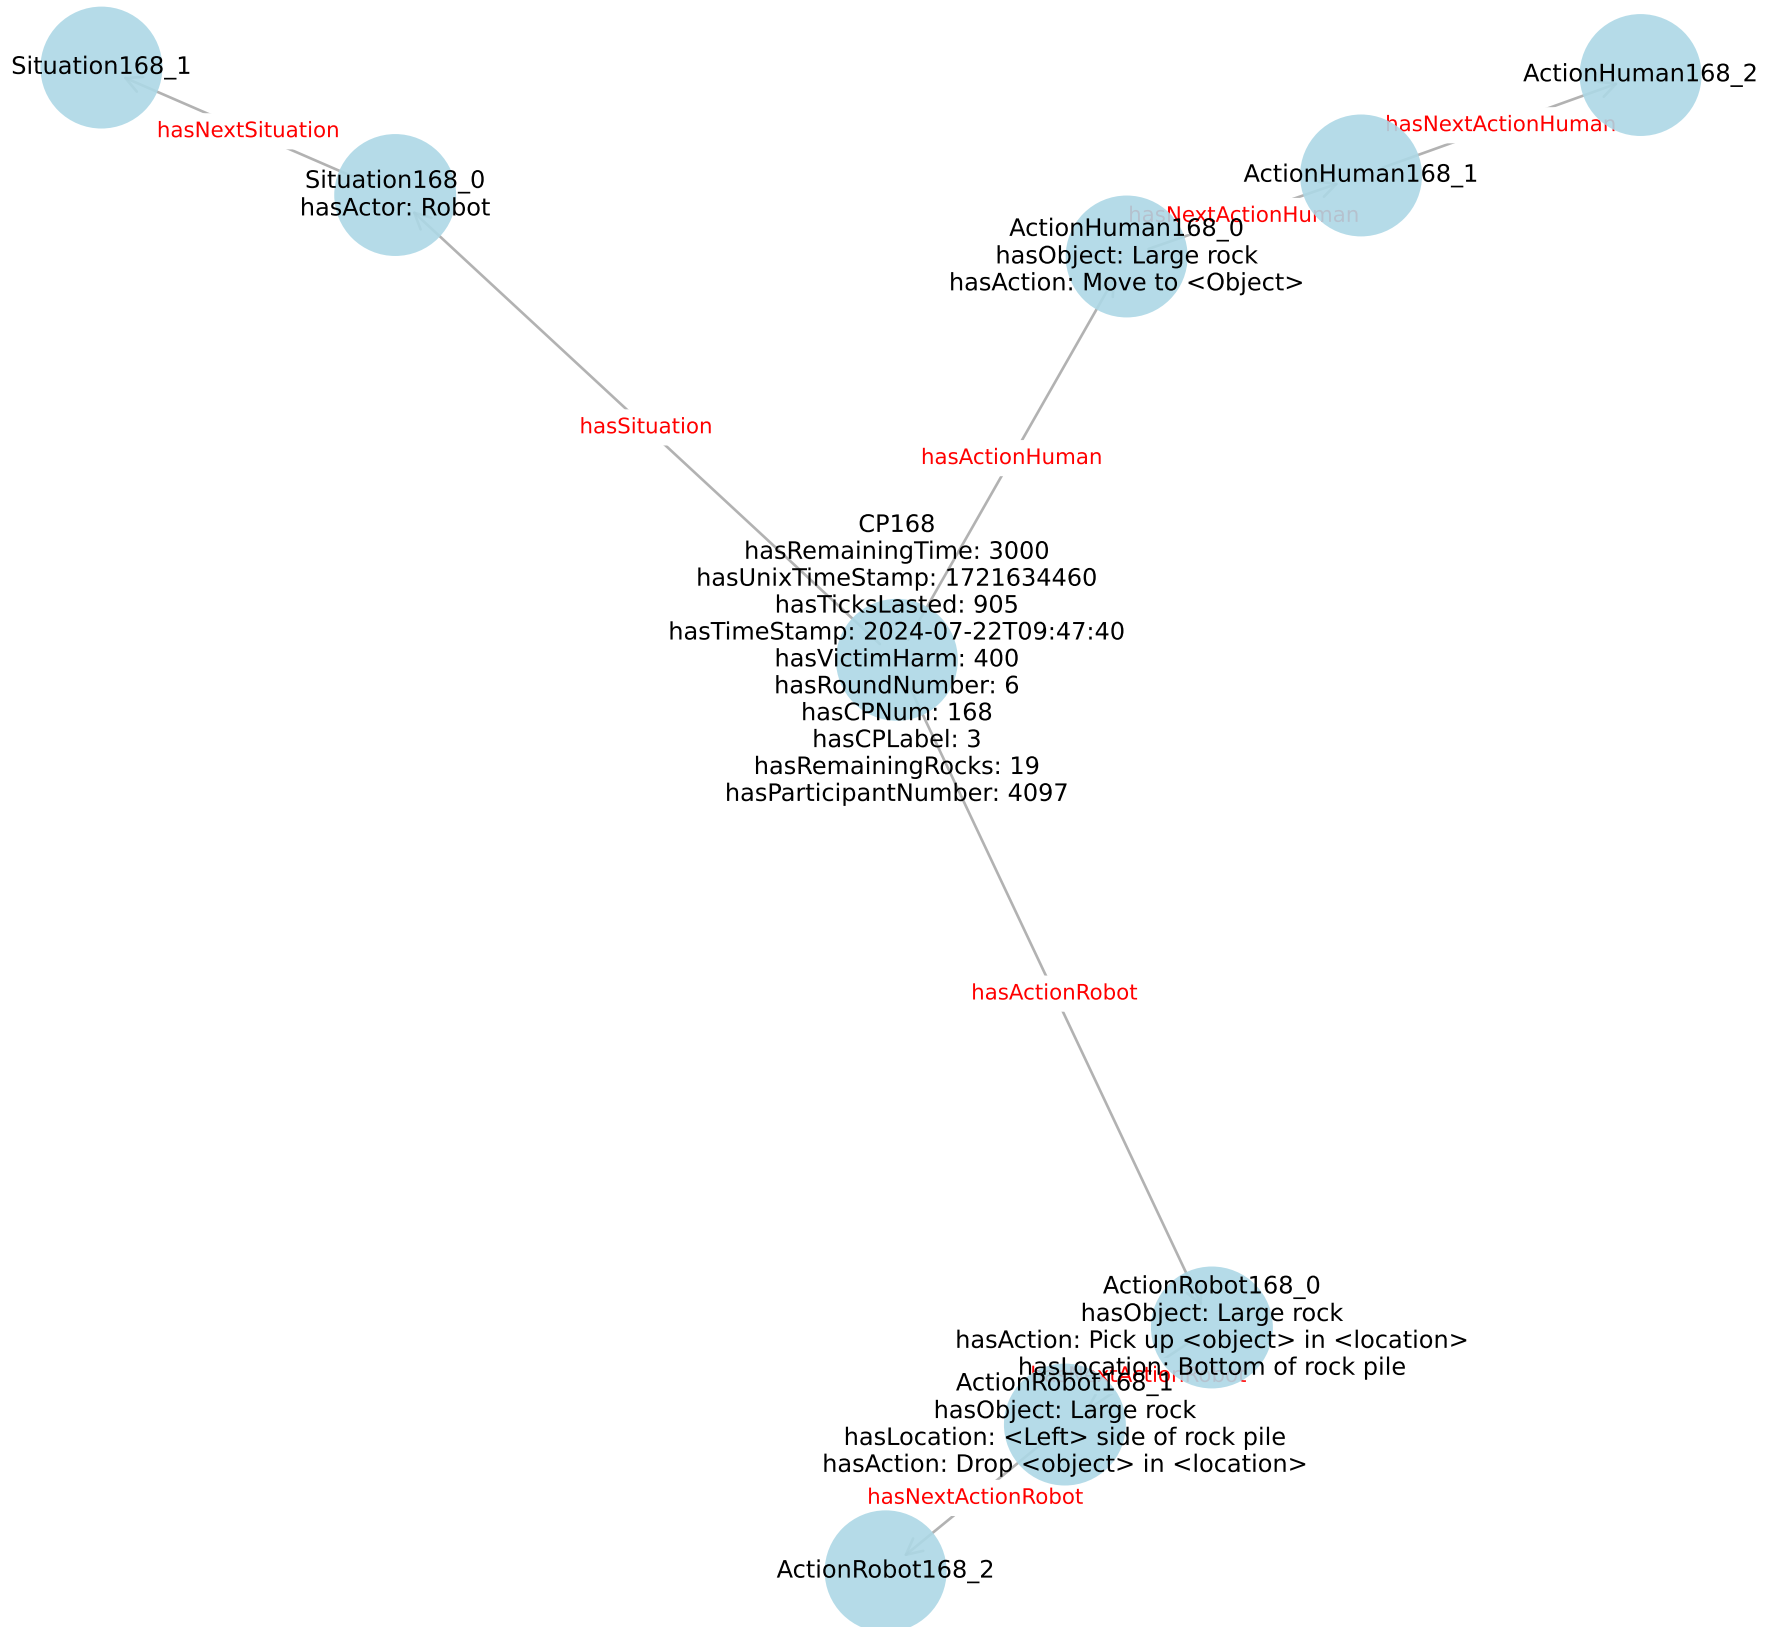 Situation168_1
hasNextSituation
Situation168_0
hasActor: Robot
ActionHuman168_2
hasNextActionHuman
ActionHuman168_1
hasNextActionHuman
ActionHuman168_0
hasObject: Large rock
hasAction: Move to <Object>
hasSituation
hasActionHuman
CP168
hasRemainingTime: 3000
hasUnixTimeStamp: 1721634460
hasTicksLasted: 905
hasTimeStamp: 2024-07-22T09:47:40
hasVictimHarm: 400
hasRoundNumber: 6
hasCPNum: 168
hasCPLabel: 3
hasRemainingRocks: 19
hasParticipantNumber: 4097
hasActionRobot
ActionRobot168_0
hasObject: Large rock
hasAction: Pick up <object> in <location>
hasLocation: Bottom of rock pile
ActionRobot168_1
hasObject: Large rock
hasLocation: <Left> side of rock pile
hasAction: Drop <object> in <location>
hasNextActionRobot
ActionRobot168_2